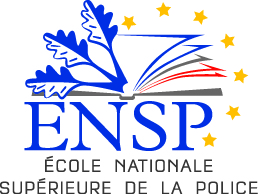 ENSP
ÉCOLE NATIONALE
SUPÉRIEURE DE LA POLICE